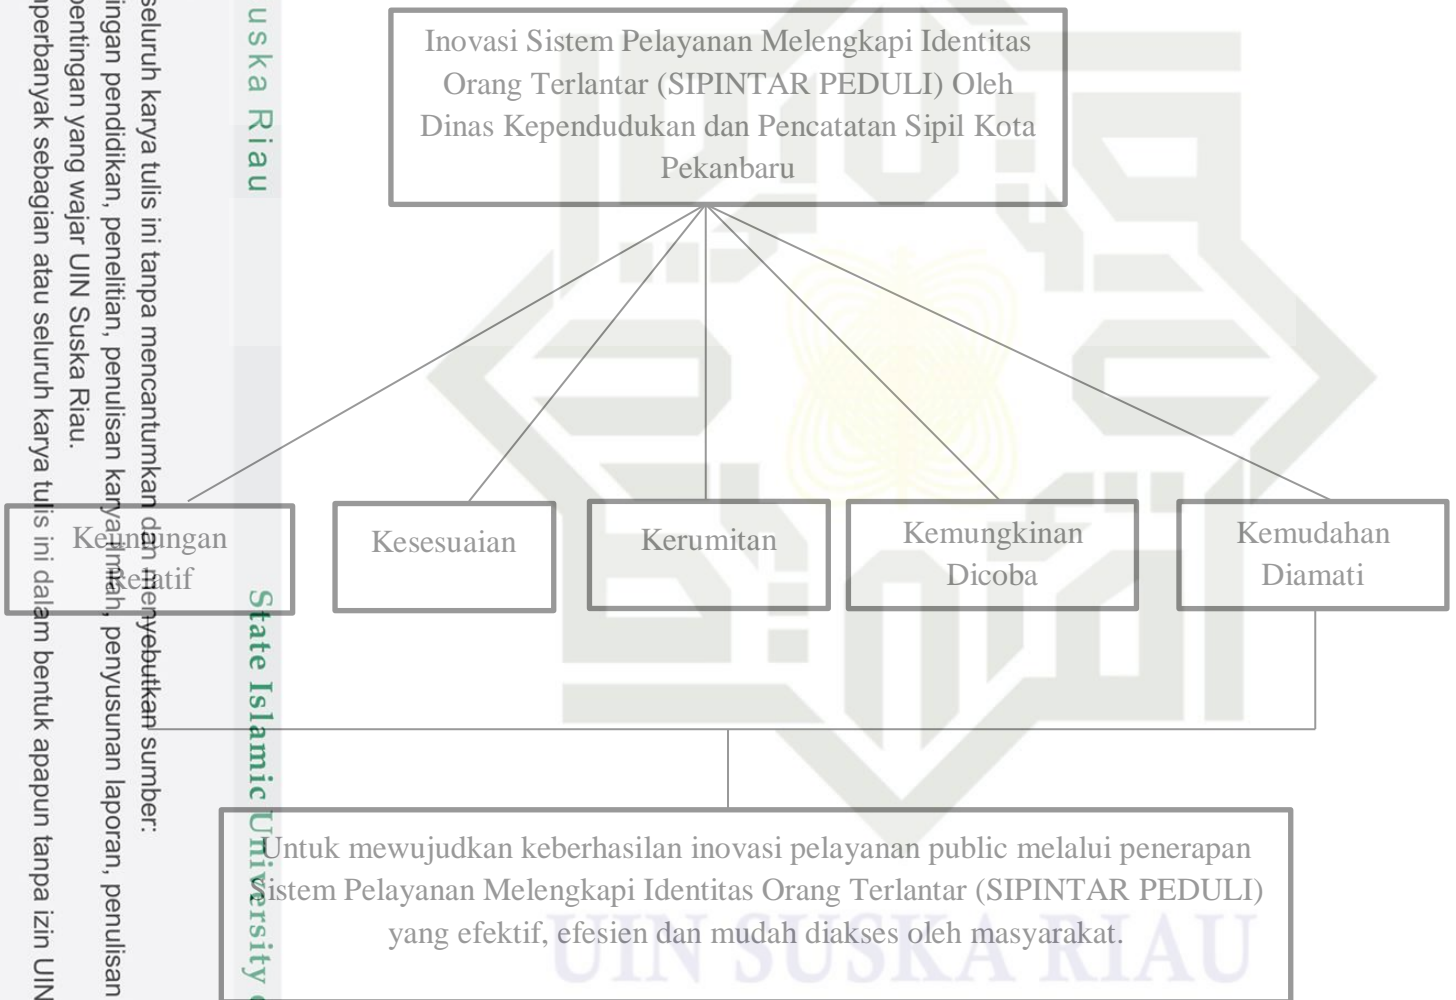 Inovasi Sistem Pelayanan Melengkapi Identitas
Orang Terlantar (SIPINTAR PEDULI) Oleh
Dinas Kependudukan dan Pencatatan Sipil Kota
Pekanbaru
Keuntungan
Relatif
Kesesuaian
Kerumitan
Kemungkinan
Dicoba
Kemudahan
Diamati
Untuk mewujudkan keberhasilan inovasi pelayanan public melalui penerapan
Sistem Pelayanan Melengkapi Identitas Orang Terlantar (SIPINTAR PEDULI)
yang efektif, efesien dan mudah diakses oleh masyarakat.
UIN SUSKA RIAU
uska Riau
State Islamic University
seluruh karya tulis ini tanpa mencantumkan dan menyebutkan sumber:
ingan pendidikan, penelitian, penulisan karya ilmiah, penyusunan laporan, penulisan
pentingan yang wajar UIN Suska Riau.
mperbanyak sebagian atau seluruh karya tulis ini dalam bentuk apapun tanpa izin UIN